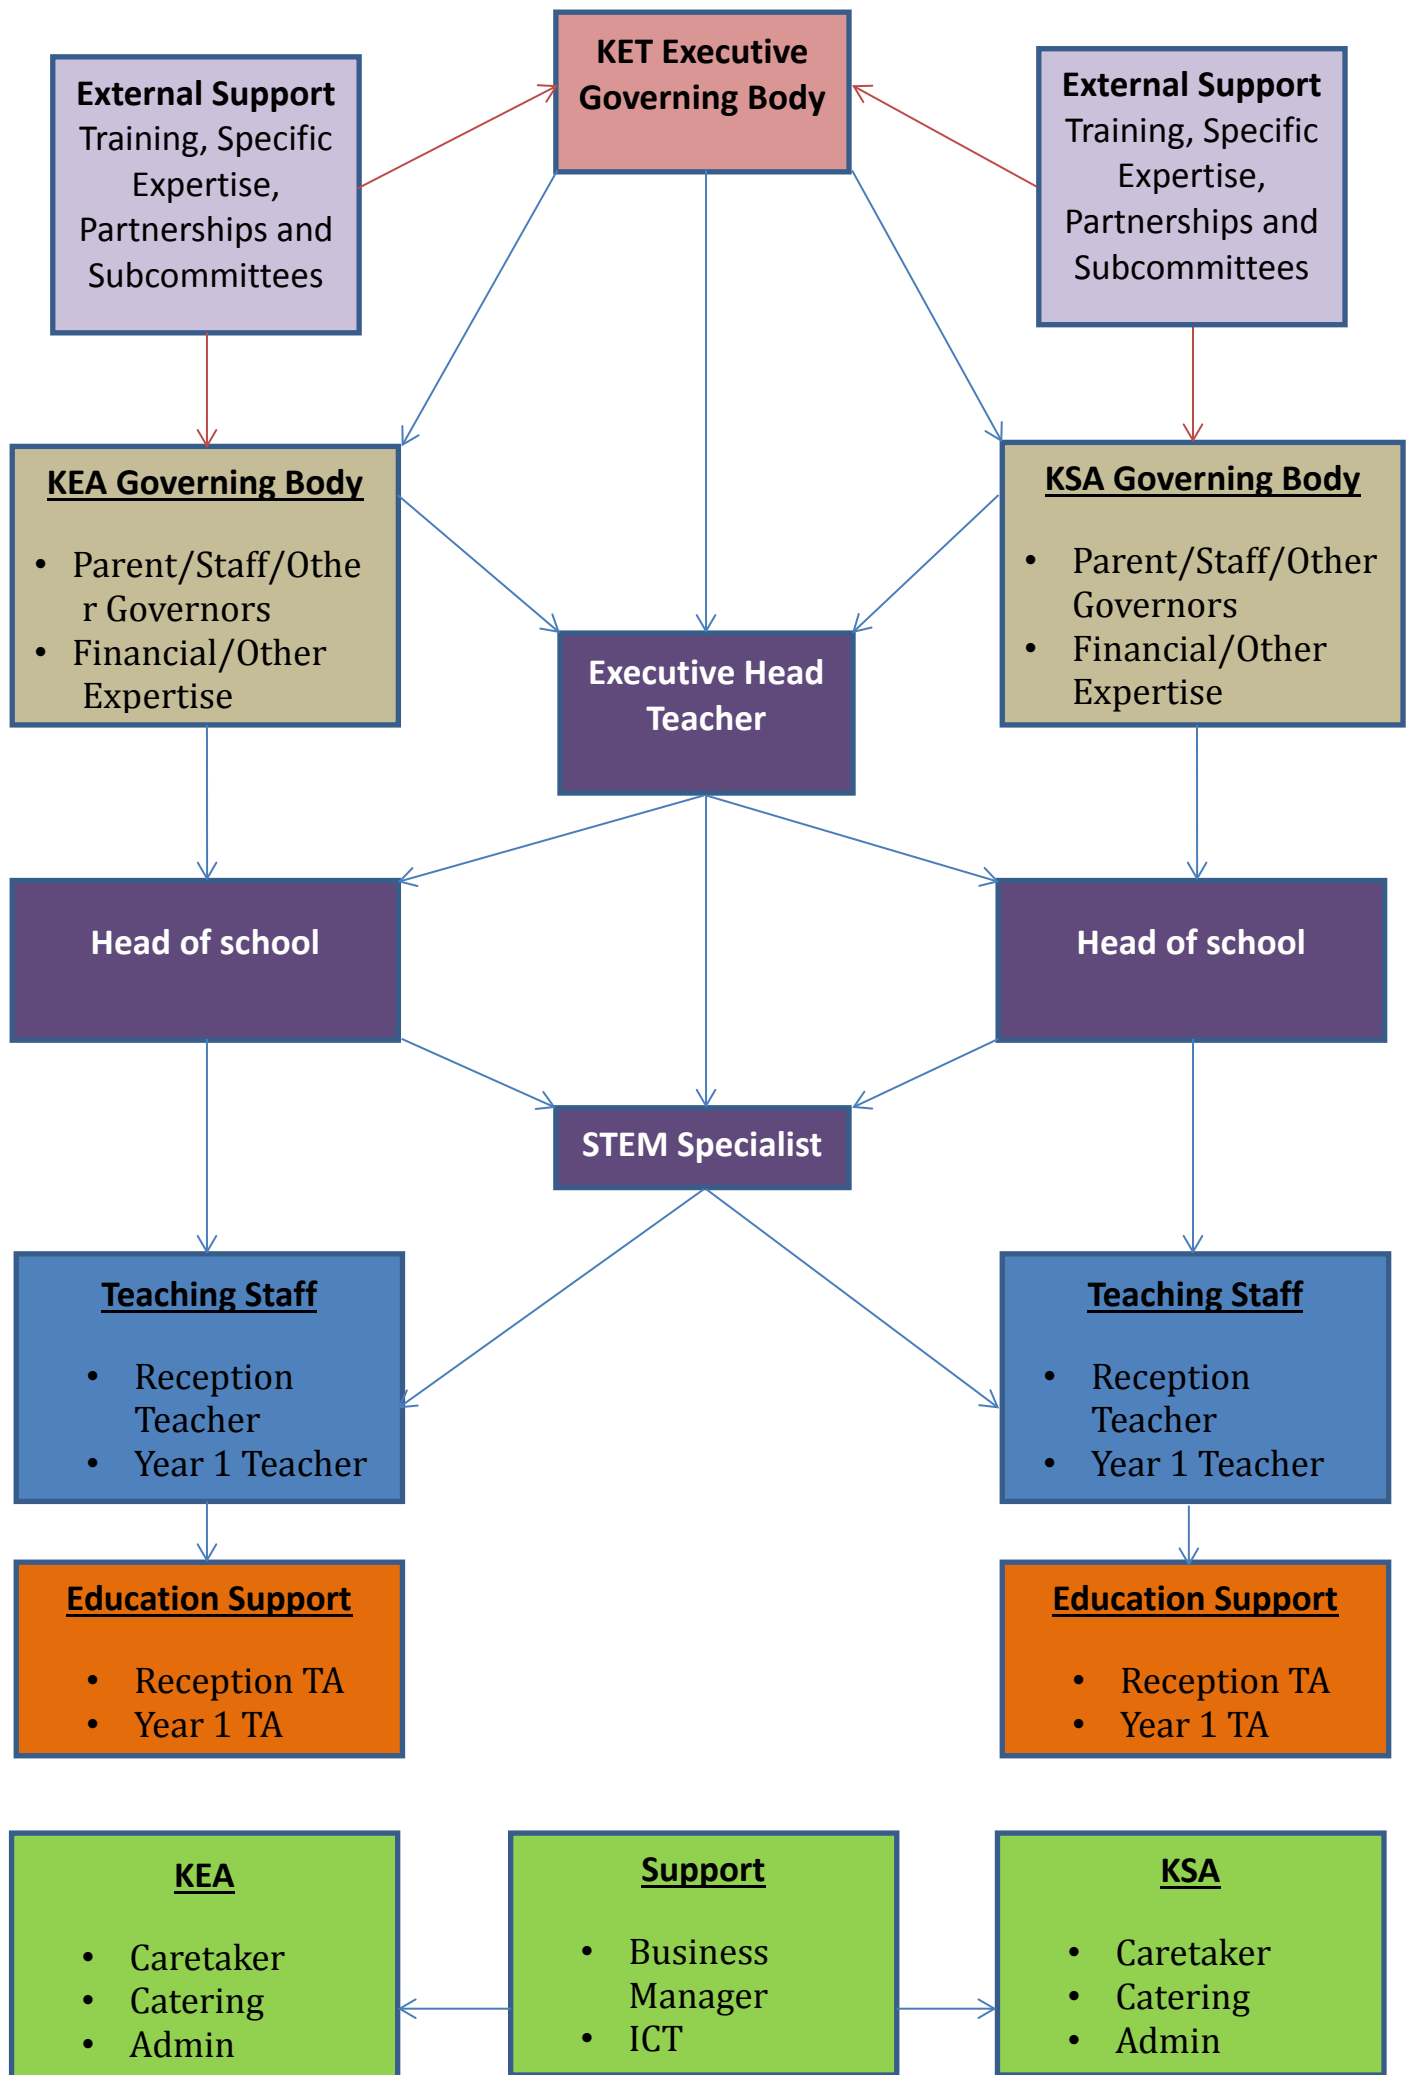 KET Executive
Governing Body
External Support
Training, Specific
Expertise,
Partnerships and
Subcommittees
External Support
Training, Specific
Expertise,
Partnerships and
Subcommittees
KEA Governing Body
• Parent/Staff/Othe
r Governors
• Financial/Other
Expertise
KSA Governing Body
• Parent/Staff/Other
Governors
• Financial/Other
Expertise
Executive Head
Teacher
Head of school
Head of school
STEM Specialist
Teaching Staff
• Reception
Teacher
• Year 1 Teacher
Teaching Staff
• Reception
Teacher
• Year 1 Teacher
Education Support
• Reception TA
• Year 1 TA
Education Support
• Reception TA
• Year 1 TA
KEA
• Caretaker
• Catering
• Admin
Support
• Business
Manager
• ICT
KSA
• Caretaker
• Catering
• Admin